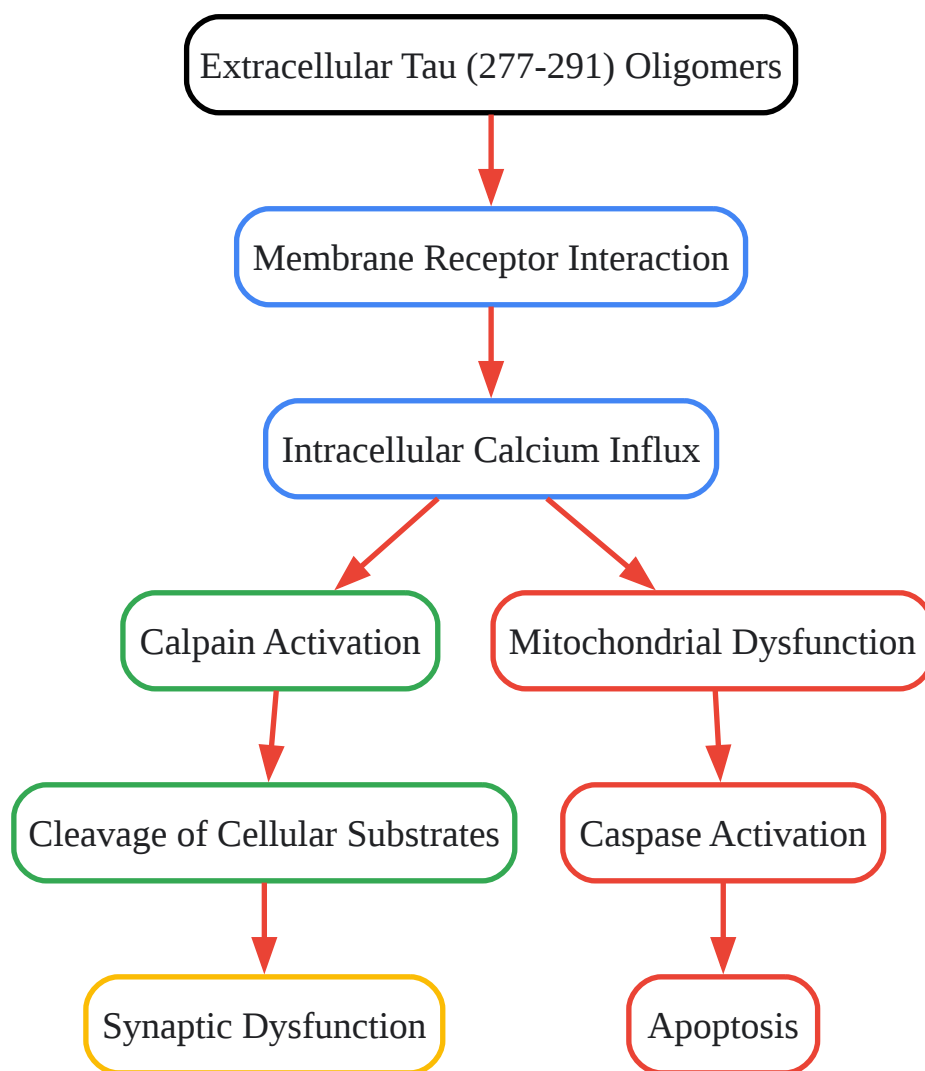 Extracellular Tau (277-291) Oligomers
Membrane Receptor Interaction
Intracellular Calcium Influx
Calpain Activation
Mitochondrial Dysfunction
Cleavage of Cellular Substrates
Caspase Activation
Synaptic Dysfunction
Apoptosis